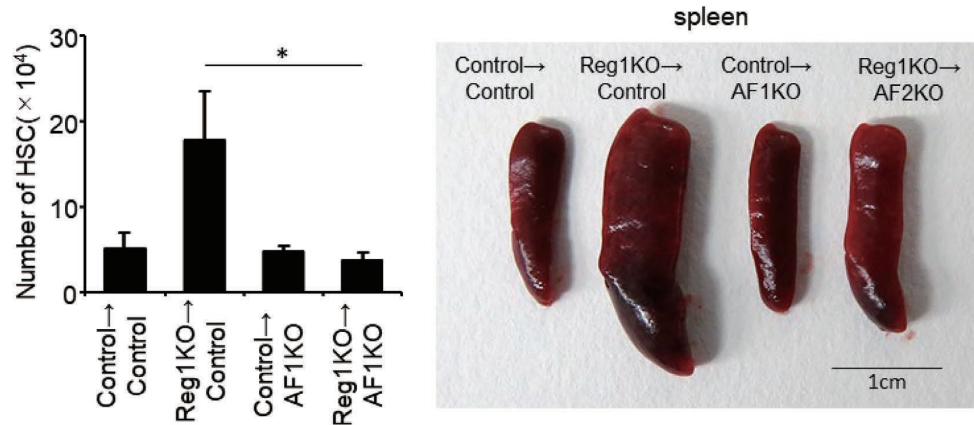 30
20
10
0
Number of HSC(×10⁴)
*
Control→
Control
Reg1KO→
Control
Control→
AF1KO
Reg1KO→
AF1KO
spleen
Control→
Control
Reg1KO→
Control
Control→
AF1KO
Reg1KO→
AF2KO
1cm